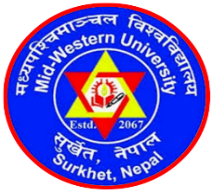 मध्यपश्चिमाञ्चल विश्वविद्यालय
Mid-Western University
Estd. 2067
सुर्खेत, नेपाल
Surkhet, Nepal